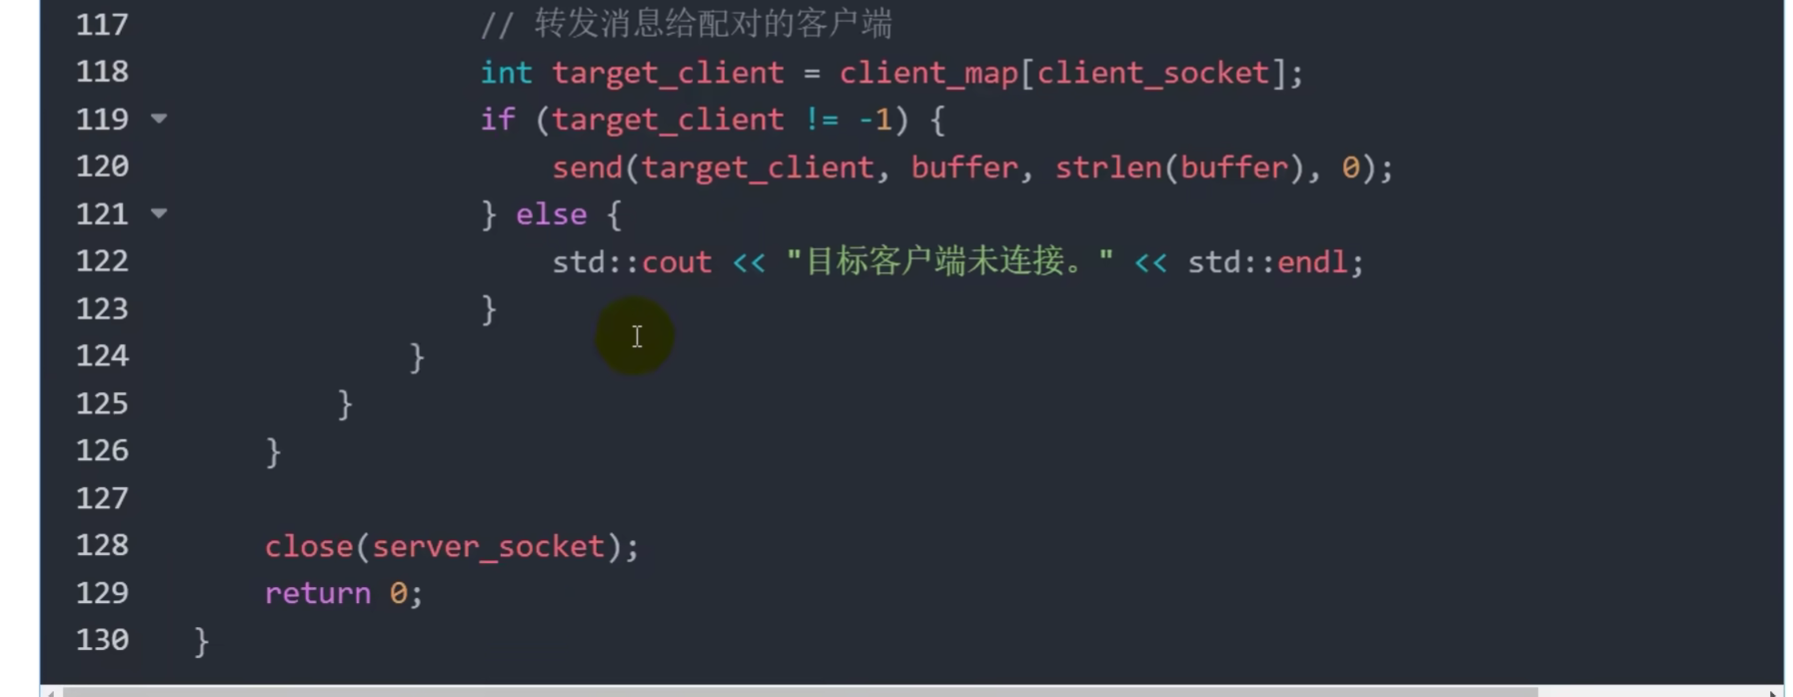 117 // 转发消息给配对的客户端
118 int target_client = client_map[client_socket];
119 if (target_client != -1) {
120 send(target_client, buffer, strlen(buffer), 0);
121 } else {
122 std::cout << "目标客户端未连接。" << std::endl;
123 }
124 }
125 }
126 }
127
128 close(server_socket);
129 return 0;
130 }